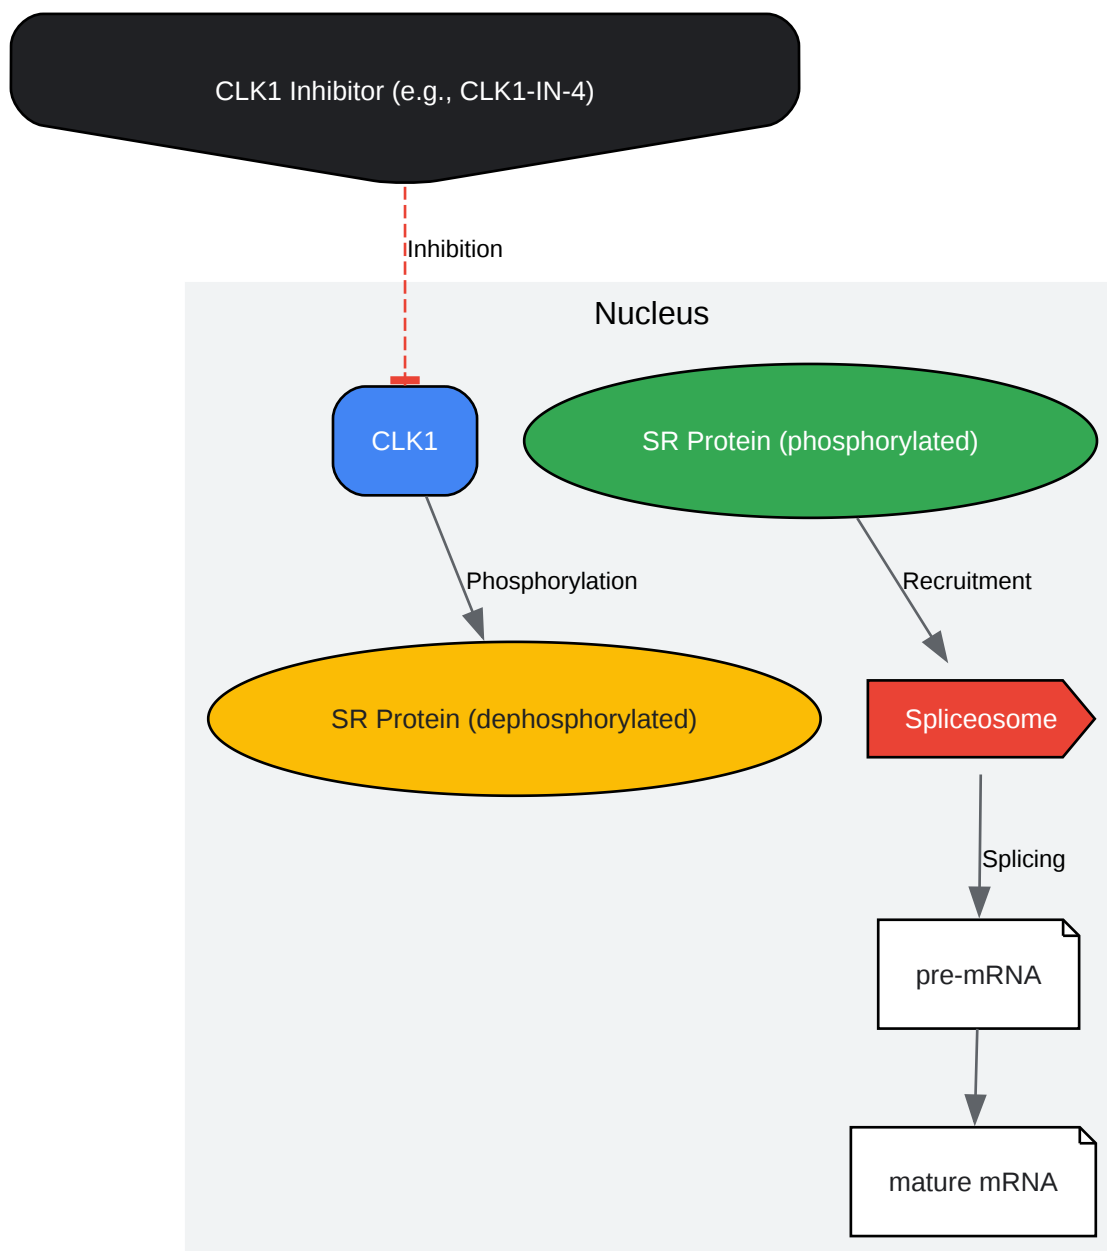 CLK1 Inhibitor (e.g., CLK1-IN-4)
Inhibition
Nucleus
CLK1
SR Protein (phosphorylated)
Phosphorylation
Recruitment
SR Protein (dephosphorylated)
Spliceosome
Splicing
pre-mRNA
mature mRNA